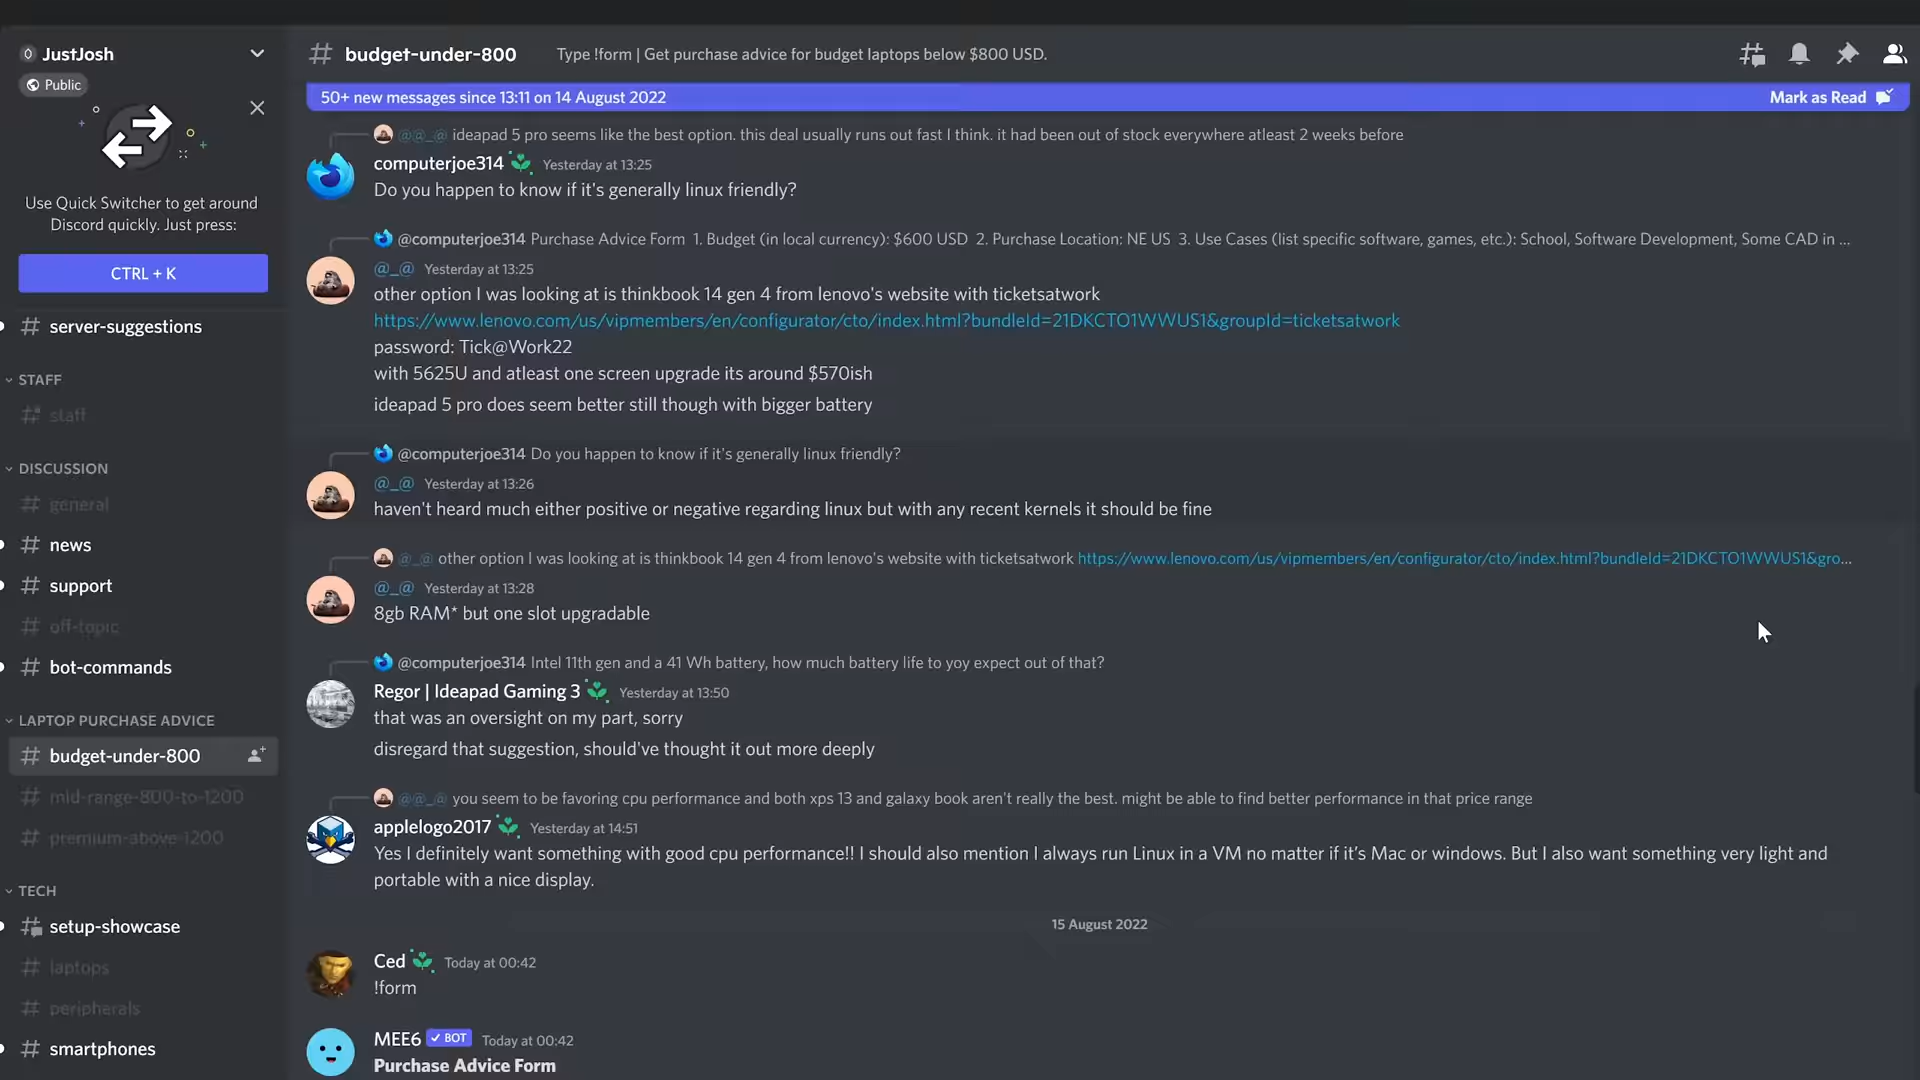 JustJosh
Public
Use Quick Switcher to get around
Discord quickly. Just press:
CTRL + K
server-suggestions
STAFF
staff
DISCUSSION
general
news
support
off-topic
bot-commands
LAPTOP PURCHASE ADVICE
budget-under-800
mid-range-800-to-1200
premium-above-1200
TECH
setup-showcase
laptops
peripherals
smartphones
budget-under-800 Type !form | Get purchase advice for budget laptops below $800 USD.
50+ new messages since 13:11 on 14 August 2022 Mark as Read
@@_@ ideapad 5 pro seems like the best option. this deal usually runs out fast I think. it had been out of stock everywhere atleast 2 weeks before
computerjoe314 Yesterday at 13:25
Do you happen to know if it's generally linux friendly?
@computerjoe314 Purchase Advice Form 1. Budget (in local currency): $600 USD 2. Purchase Location: NE US 3. Use Cases (list specific software, games, etc.): School, Software Development, Some CAD in ...
@_@ Yesterday at 13:25
other option I was looking at is thinkbook 14 gen 4 from lenovo's website with ticketsatwork
https://www.lenovo.com/us/vipmembers/en/configurator/cto/index.html?bundleId=21DKCTO1WWUS1&groupId=ticketsatwork
password: Tick@Work22
with 5625U and atleast one screen upgrade its around $570ish
ideapad 5 pro does seem better still though with bigger battery
@computerjoe314 Do you happen to know if it's generally linux friendly?
@_@ Yesterday at 13:26
haven't heard much either positive or negative regarding linux but with any recent kernels it should be fine
@_@ other option I was looking at is thinkbook 14 gen 4 from lenovo's website with ticketsatwork https://www.lenovo.com/us/vipmembers/en/configurator/cto/index.html?bundleId=21DKCTO1WWUS1&gro...
@_@ Yesterday at 13:28
8gb RAM* but one slot upgradable
@computerjoe314 Intel 11th gen and a 41 Wh battery, how much battery life to yoy expect out of that?
Regor | Ideapad Gaming 3 Yesterday at 13:50
that was an oversight on my part, sorry
disregard that suggestion, should've thought it out more deeply
@@_@ you seem to be favoring cpu performance and both xps 13 and galaxy book aren't really the best. might be able to find better performance in that price range
applelogo2017 Yesterday at 14:51
Yes I definitely want something with good cpu performance!! I should also mention I always run Linux in a VM no matter if it's Mac or windows. But I also want something very light and
portable with a nice display.
15 August 2022
Ced Today at 00:42
!form
MEE6 BOT Today at 00:42
Purchase Advice Form